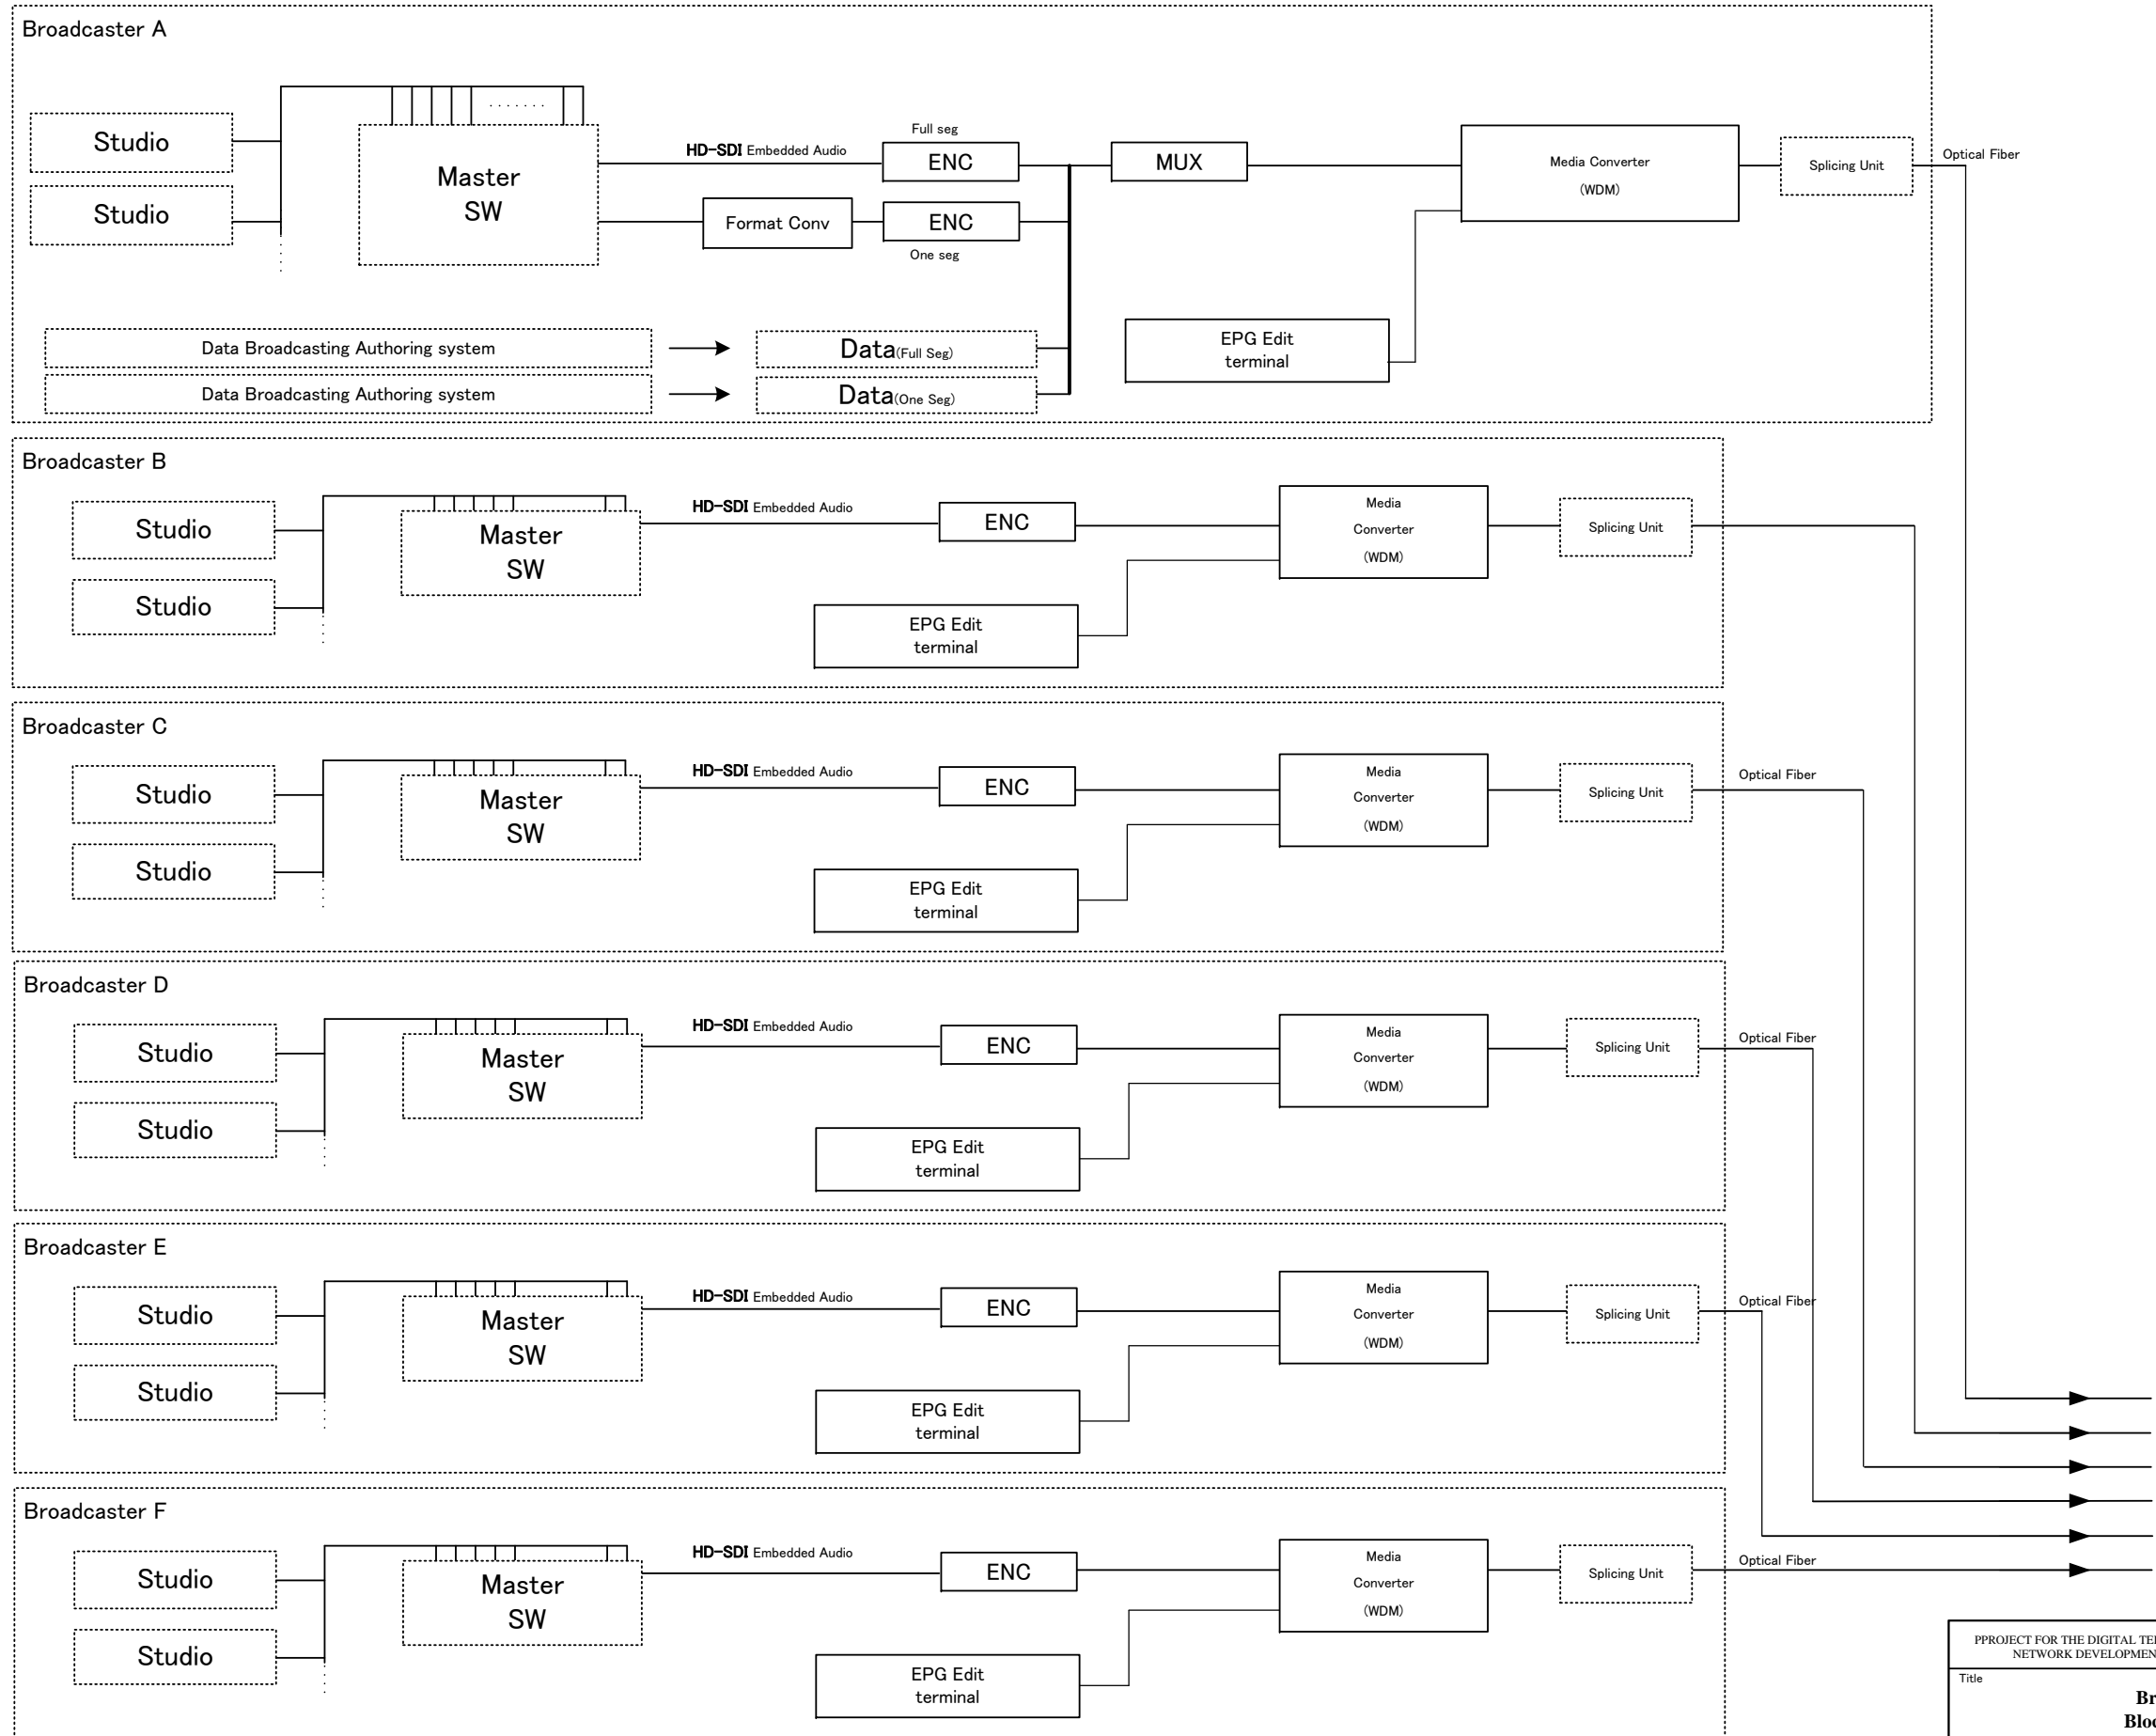 Broadcaster A
Studio
Studio
Master
SW
HD-SDI Embedded Audio
Full seg
ENC
Format Conv
ENC
One seg
MUX
Media Converter
(WDM)
Splicing Unit
Optical Fiber
Data Broadcasting Authoring system
Data(Full Seg)
Data Broadcasting Authoring system
Data(One Seg)
EPG Edit
terminal
Broadcaster B
Studio
Studio
Master
SW
HD-SDI Embedded Audio
ENC
Media
Converter
(WDM)
Splicing Unit
EPG Edit
terminal
Broadcaster C
Studio
Studio
Master
SW
HD-SDI Embedded Audio
ENC
Media
Converter
(WDM)
Splicing Unit
Optical Fiber
EPG Edit
terminal
Broadcaster D
Studio
Studio
Master
SW
HD-SDI Embedded Audio
ENC
Media
Converter
(WDM)
Splicing Unit
Optical Fiber
EPG Edit
terminal
Broadcaster E
Studio
Studio
Master
SW
HD-SDI Embedded Audio
ENC
Media
Converter
(WDM)
Splicing Unit
Optical Fiber
EPG Edit
terminal
Broadcaster F
Studio
Studio
Master
SW
HD-SDI Embedded Audio
ENC
Media
Converter
(WDM)
Splicing Unit
Optical Fiber
EPG Edit
terminal
PPROJECT FOR THE DIGITAL
NETWORK
Title